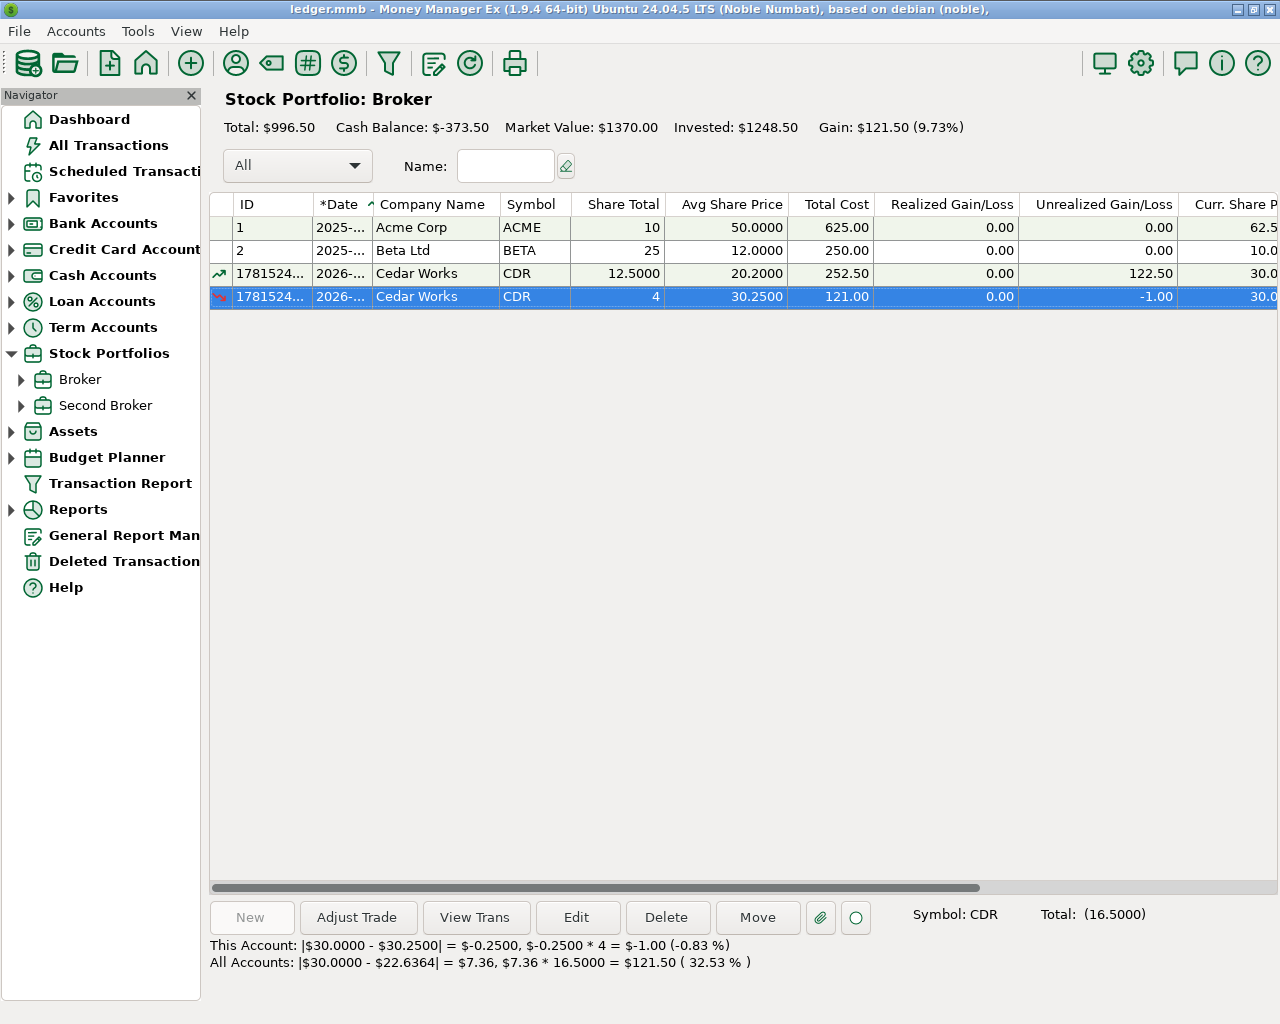 ledger.mmb - Money Manager Ex (1.9.4 64-bit) Ubuntu 24.04.5 LTS (Noble Numbat), based on debian (noble),
File Accounts Tools View Help
Navigator
Dashboard
All Transactions
Scheduled Transacti
Favorites
Bank Accounts
Credit Card Account
Cash Accounts
Loan Accounts
Term Accounts
Stock Portfolios
Broker
Second Broker
Assets
Budget Planner
Transaction Report
Reports
General Report Man
Deleted Transaction
Help
Stock Portfolio: Broker
Total: $996.50 Cash Balance: $-373.50 Market Value: $1370.00 Invested: $1248.50 Gain: $121.50 (9.73%)
All Name:
ID *Date Company Name Symbol Share Total Avg Share Price Total Cost Realized Gain/Loss Unrealized Gain/Loss Curr. Share P
1 2025-... Acme Corp ACME 10 50.0000 625.00 0.00 0.00 62.5
2 2025-... Beta Ltd BETA 25 12.0000 250.00 0.00 0.00 10.0
1781524... 2026-... Cedar Works CDR 12.5000 20.2000 252.50 0.00 122.50 30.0
1781524... 2026-... Cedar Works CDR 4 30.2500 121.00 0.00 -1.00 30.0
New Adjust Trade View Trans Edit Delete Move Symbol: CDR Total: (16.5000)
This Account: |$30.0000 - $30.2500| = $-0.2500, $-0.2500 * 4 = $-1.00 (-0.83 %)
All Accounts: |$30.0000 - $22.6364| = $7.36, $7.36 * 16.5000 = $121.50 ( 32.53 % )